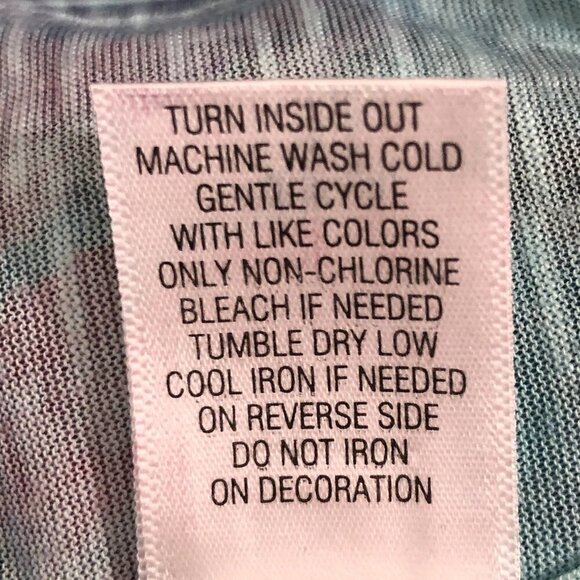 TURN INSIDE OUT
MACHINE WASH COLD
GENTLE CYCLE
WITH LIKE COLORS
ONLY NON-CHLORINE
BLEACH IF NEEDED
TUMBLE DRY LOW
COOL IRON IF NEEDED
ON REVERSE SIDE
DO NOT IRON
ON DECORATION